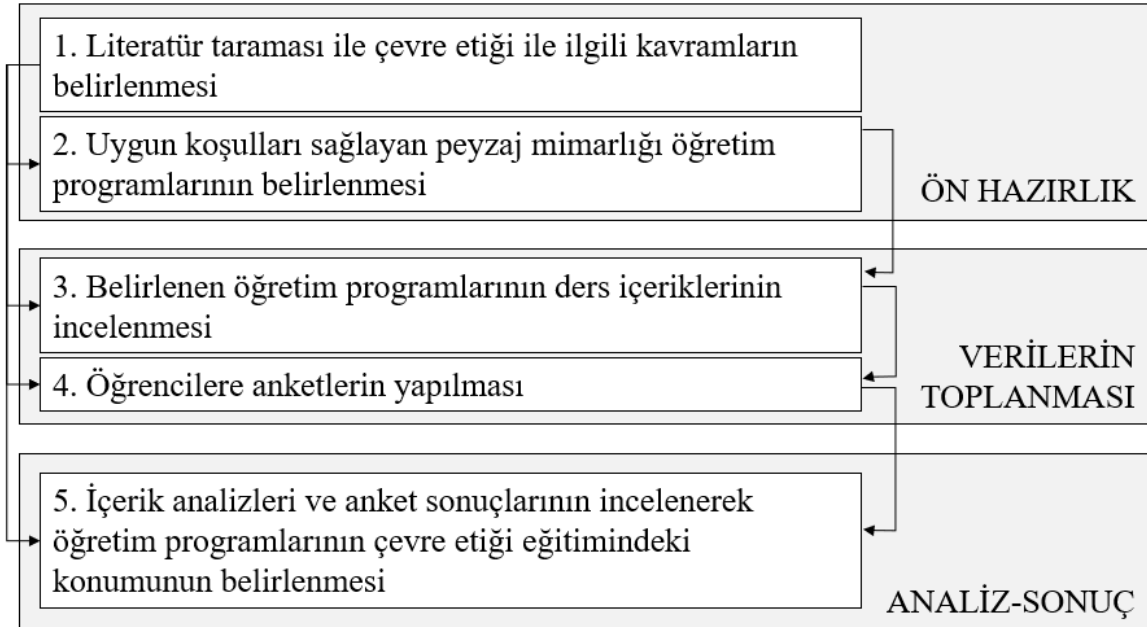 1. Literatür taraması ile çevre etiği ile ilgili kavramların
belirlenmesi
2. Uygun koşulları sağlayan peyzaj mimarlığı öğretim
programlarının belirlenmesi
ÖN HAZIRLIK
3. Belirlenen öğretim programlarının ders içeriklerinin
incelenmesi
4. Öğrencilere anketlerin yapılması
VERİLERİN
TOPLANMASI
5. İçerik analizleri ve anket sonuçlarının incelenerek
öğretim programlarının çevre etiği eğitimindeki
konumunun belirlenmesi
ANALİZ-SONUÇ